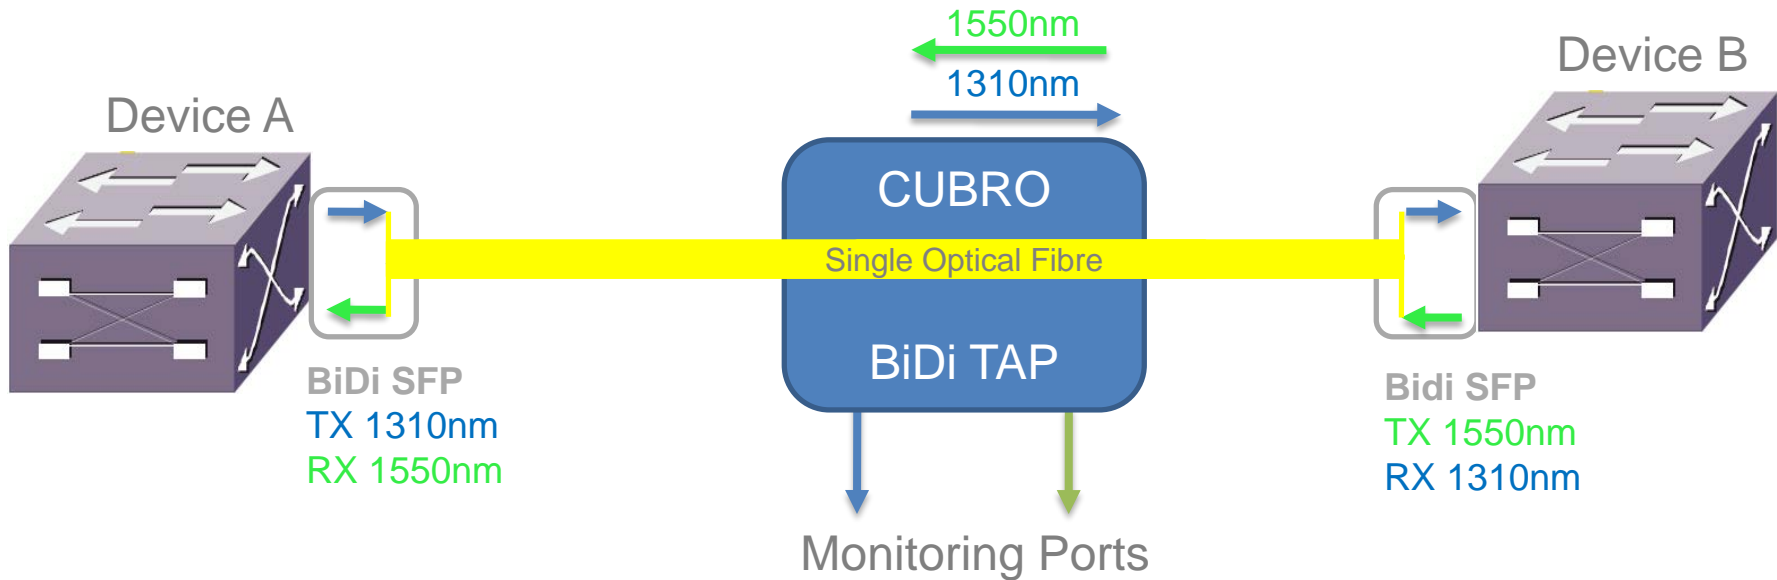 1550nm
1310nm
Device A
Device B
CUBRO
Single Optical Fibre
BiDi TAP
BiDi SFP
TX 1310nm
RX 1550nm
Bidi SFP
TX 1550nm
RX 1310nm
Monitoring Ports